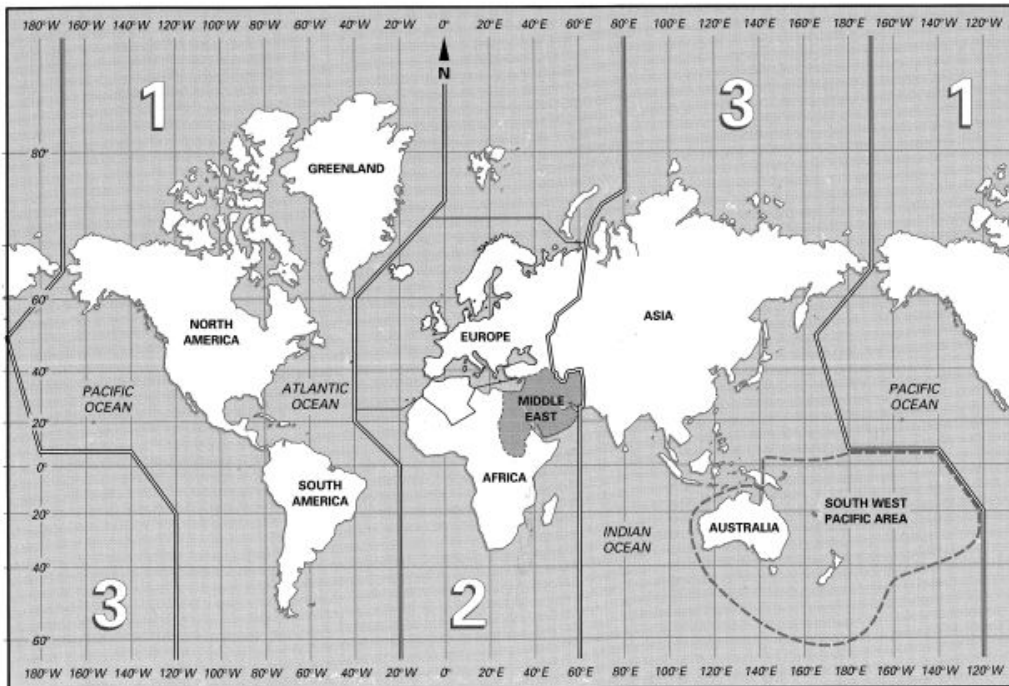 180°W 160°W 140°W 120°W 100°W 80°W 60°W 40°W 20°W 0° 20°E 40°E 60°E 80°E 100°E 120°E 140°E 160°E 180°E 160°W 140°W 120°W
N
1
3
1
80°
GREENLAND
60°
NORTH
AMERICA
EUROPE
ASIA
40°
PACIFIC
OCEAN
ATLANTIC
OCEAN
MIDDLE
EAST
PACIFIC
OCEAN
20°
0°
SOUTH
AMERICA
AFRICA
SOUTH WEST
PACIFIC AREA
20°
INDIAN
OCEAN
AUSTRALIA
40°
3
2
60°
180°W 160°W 140°W 120°W 100°W 80°W 60°W 40°W 20°W 0° 20°E 40°E 60°E 80°E 100°E 120°E 140°E 160°E 180°E 160°W 140°W 120°W